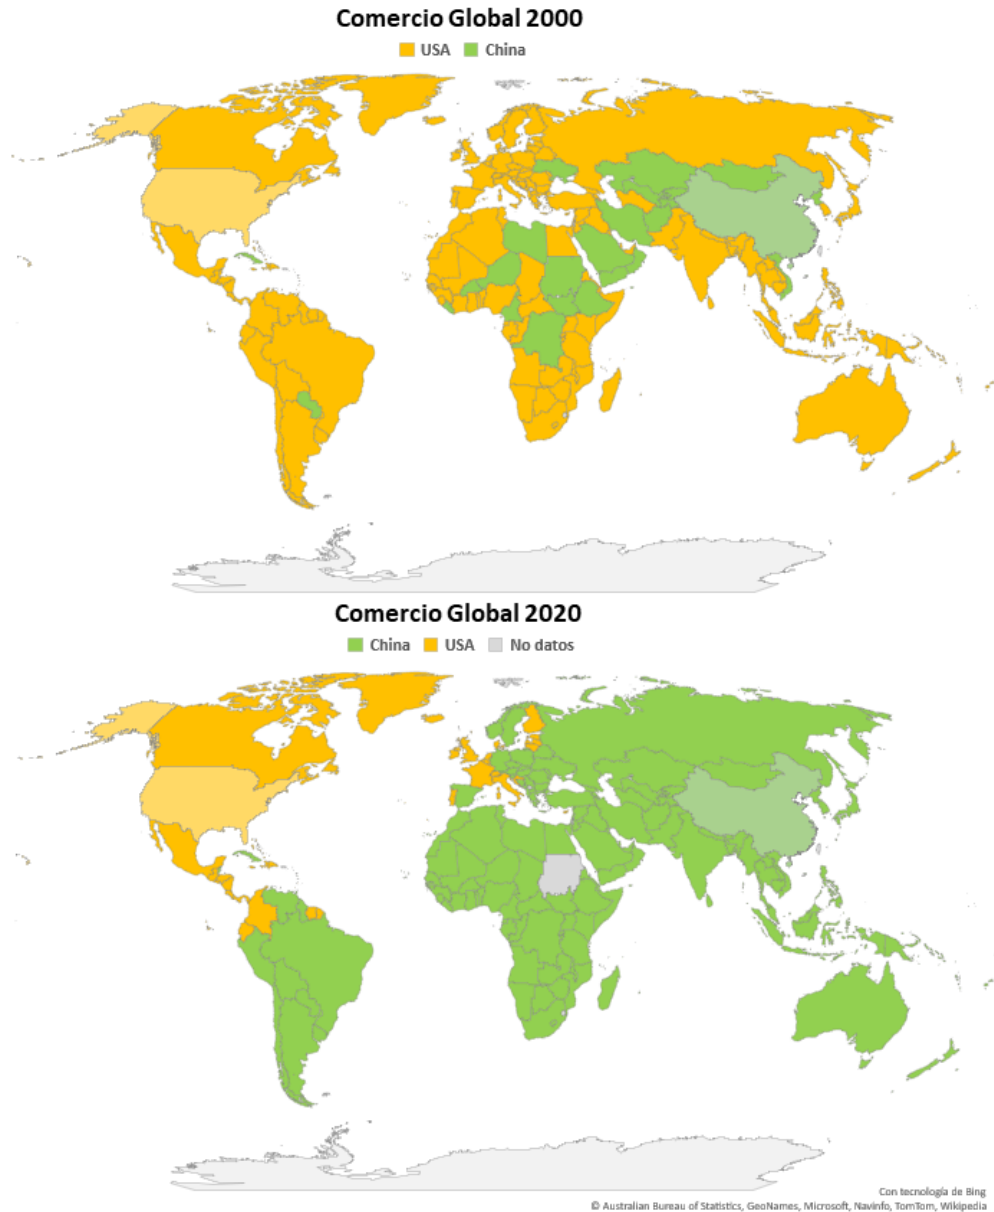 Comercio Global 2000
USA China
Comercio Global 2020
China USA No datos
Con tecnología de Bing
© Australian Bureau of Statistics, GeoNames, Microsoft, Navinfo, TomTom, Wikipedia